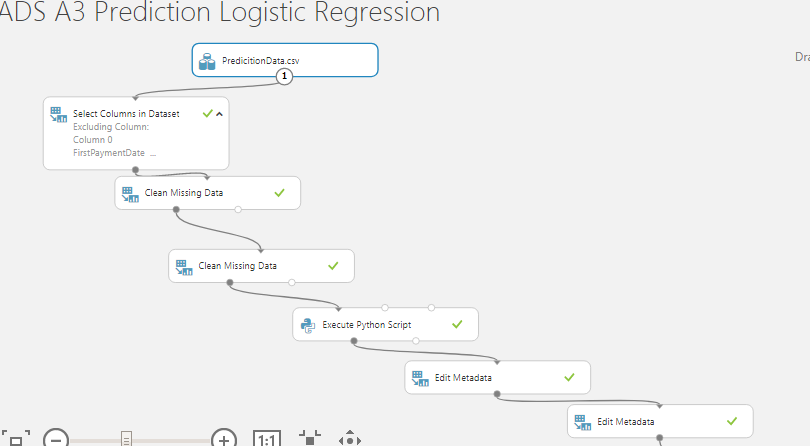 ADS A3 Prediction Logistic Regression
PredicitionData.csv
1
Dra
Select Columns in Dataset
Excluding Column:
Column 0
FirstPaymentDate ...
Clean Missing Data
Clean Missing Data
Execute Python Script
Edit Metadata
Edit Metadata
1:1